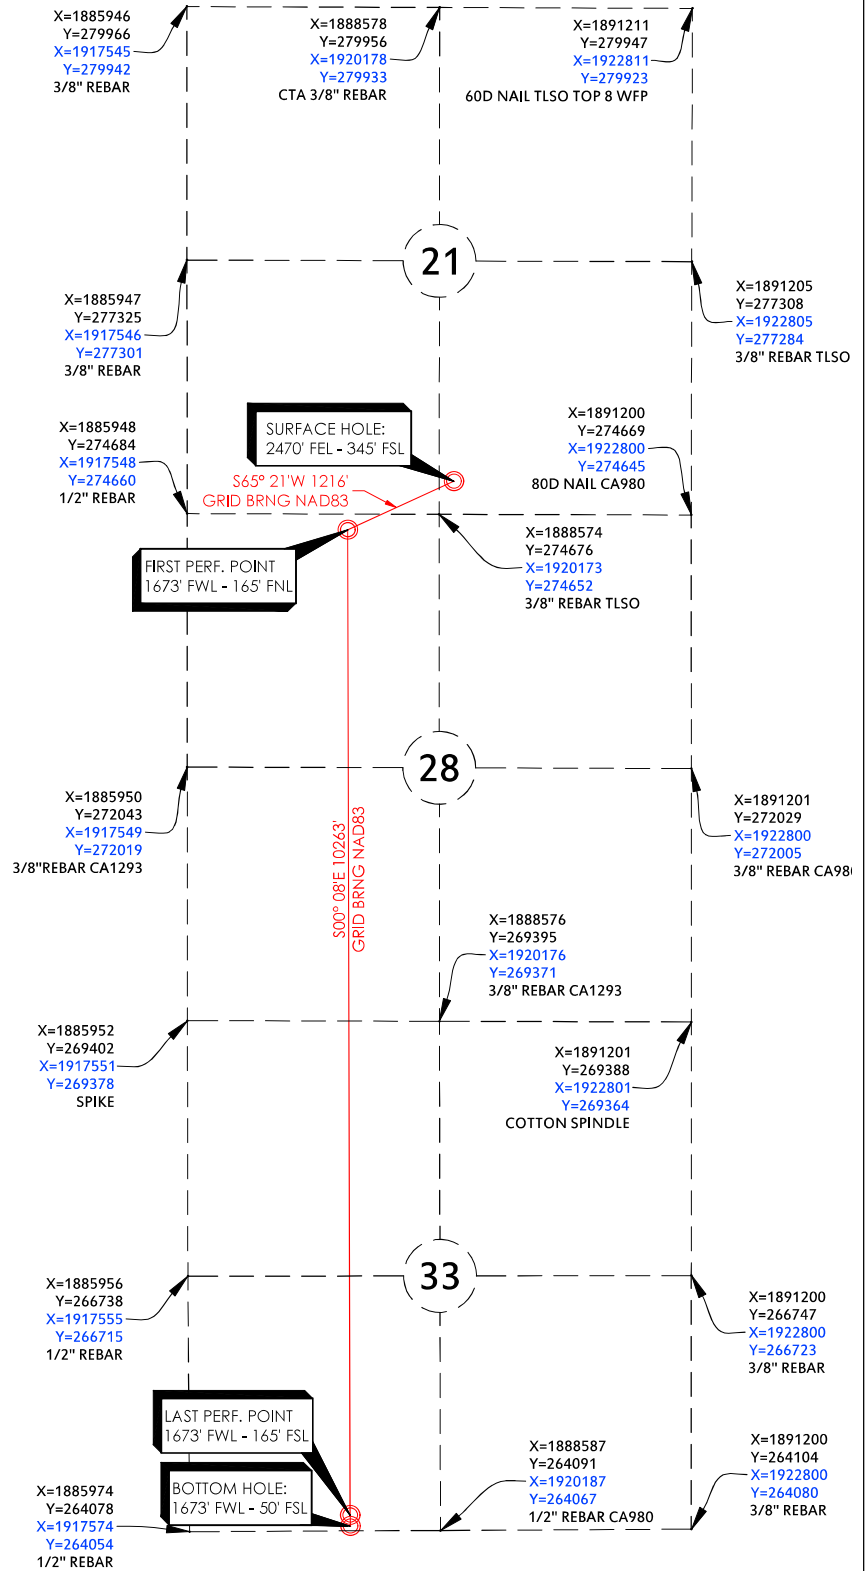 X=1885946
Y=279966
X=1917545
Y=279942
3/8" REBAR
X=1888578
Y=279956
X=1920178
Y=279933
CTA 3/8" REBAR
X=1891211
Y=279947
X=1922811
Y=279923
60D NAIL TLSO TOP 8 WFP
21
X=1885947
Y=277325
X=1917546
Y=277301
3/8" REBAR
X=1891205
Y=277308
X=1922805
Y=277284
3/8" REBAR TLSO
X=1885948
Y=274684
X=1917548
Y=274660
1/2" REBAR
SURFACE HOLE:
2470' FEL - 345' FSL
X=1891200
Y=274669
X=1922800
Y=274645
80D NAIL CA980
S65° 21'W 1216'
GRID BRNG NAD83
FIRST PERF. POINT
1673' FWL - 165' FNL
X=1888574
Y=274676
X=1920173
Y=274652
3/8" REBAR TLSO
28
X=1885950
Y=272043
X=1917549
Y=272019
3/8"REBAR CA1293
X=1891201
Y=272029
X=1922800
Y=272005
3/8" REBAR CA980
S00° 08'E 10263'
GRID BRNG NAD83
X=1888576
Y=269395
X=1920176
Y=269371
3/8" REBAR CA1293
X=1885952
Y=269402
X=1917551
Y=269378
SPIKE
X=1891201
Y=269388
X=1922801
Y=269364
COTTON SPINDLE
33
X=1885956
Y=266738
X=1917555
Y=266715
1/2" REBAR
X=1891200
Y=266747
X=1922800
Y=266723
3/8" REBAR
LAST PERF. POINT
1673' FWL - 165' FSL
BOTTOM HOLE:
1673' FWL - 50' FSL
X=1885974
Y=264078
X=1917574
Y=264054
1/2" REBAR
X=1888587
Y=264091
X=1920187
Y=264067
1/2" REBAR CA980
X=1891200
Y=264104
X=1922800
Y=264080
3/8" REBAR